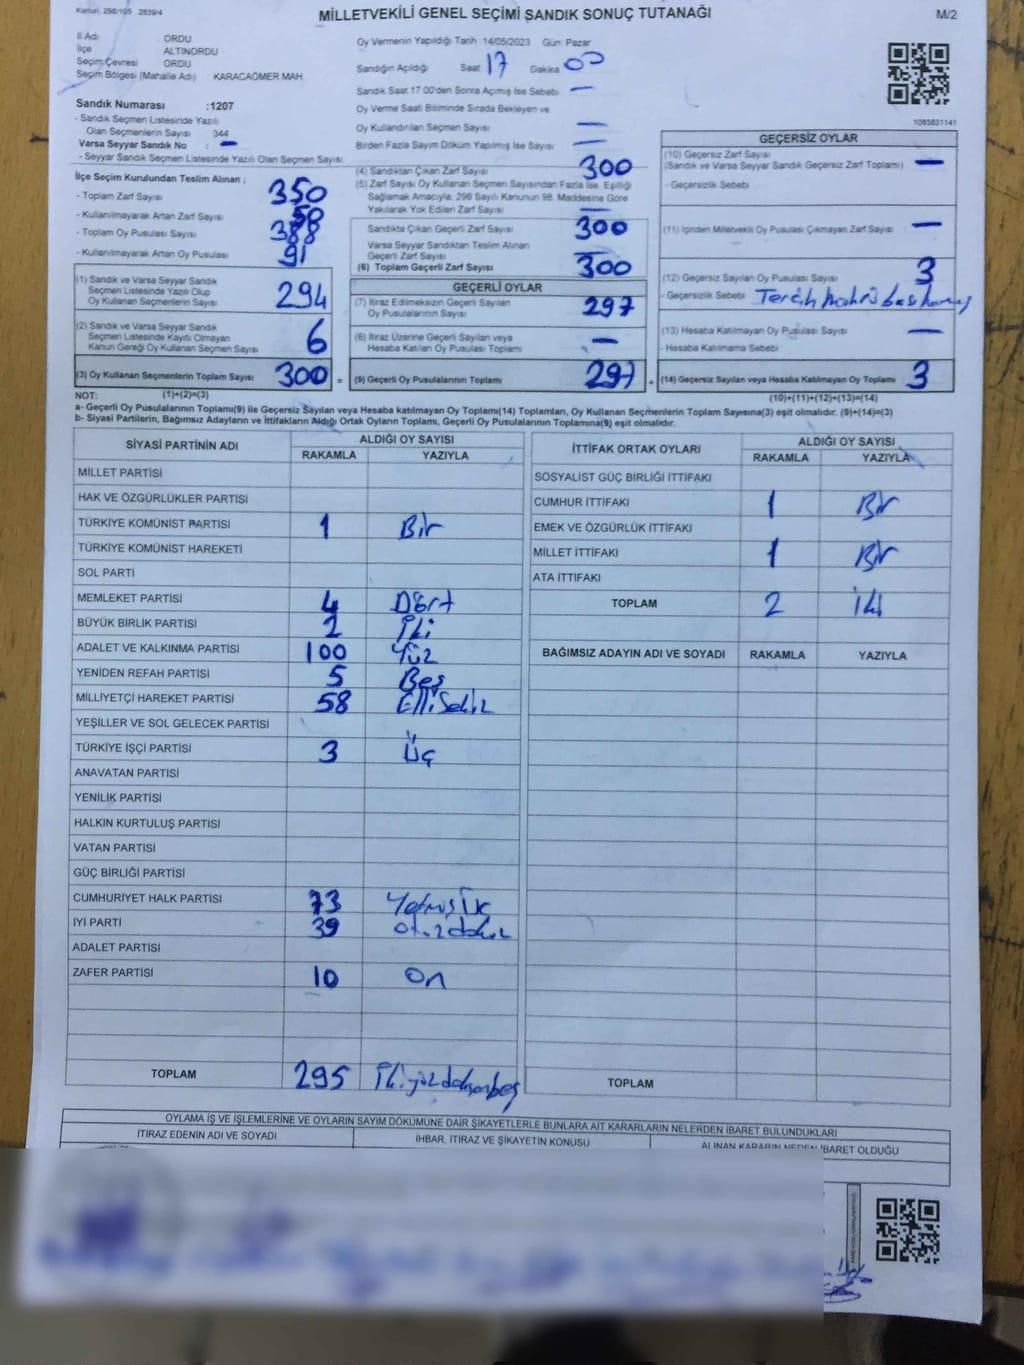 Kanun: 298/105 2839/4
MİLLETVEKİLİ GENEL SEÇİMİ SANDIK SONUÇ TUTANAĞI
M/2
İl Adı ORDU
İlçe ALTINORDU
Seçim Çevresi ORDU
Seçim Bölgesi (Mahalle Adı) KARACAÖMER MAH
Sandık Numarası :1207
- Sandık Seçmen Listesinde Yazılı
Olan Seçmenlerin Sayısı 344
Varsa Seyyar Sandık No : —
- Seyyar Sandık Seçmen Listesinde Yazılı Olan Seçmen Sayısı:
İlçe Seçim Kurulundan Teslim Alınan ;
- Toplam Zarf Sayısı 350
- Kullanılmayarak Artan Zarf Sayısı 50
- Toplam Oy Pusulası Sayısı 388
- Kullanılmayarak Artan Oy Pusulası 91
(1) Sandık ve Varsa Seyyar Sandık
Seçmen Listesinde Yazılı Olup
Oy Kullanan Seçmenlerin Sayısı 294
(2) Sandık ve Varsa Seyyar Sandık
Seçmen Listesinde Kayıtlı Olmayan
Kanun Gereği Oy Kullanan Seçmen Sayısı 6
(3) Oy Kullanan Seçmenlerin Toplam Sayısı 300 =
Oy Vermenin Yapıldığı Tarih 14/05/2023 Gün Pazar
Sandığın Açıldığı Saat 17 Dakika 00
Sandık Saat 17.00'den Sonra Açılmış İse Sebebi —
Oy Verme Saati Bitiminde Sırada Bekleyen ve
Oy Kullandırılan Seçmen Sayısı —
Birden Fazla Sayım Döküm Yapılmış İse Sayısı —
(4) Sandıktan Çıkan Zarf Sayısı 300
(5) Zarf Sayısı Oy Kullanan Seçmen Sayısından Fazla İse, Eşitliği
Sağlamak Amacıyla, 298 Sayılı Kanunun 98. Maddesine Göre
Yakılarak Yok Edilen Zarf Sayısı —
Sandıkta Çıkan Geçerli Zarf Sayısı 300
Varsa Seyyar Sandıktan Teslim Alınan
Geçerli Zarf Sayısı —
(6) Toplam Geçerli Zarf Sayısı 300
GEÇERLİ OYLAR
(7) İtiraz Edilmeksizin Geçerli Sayılan
Oy Pusulalarının Sayısı 297
(8) İtiraz Üzerine Geçerli Sayılan veya
Hesaba Katılan Oy Pusulası Toplamı —
(9) Geçerli Oy Pusulalarının Toplamı 297 +
1083831141
GEÇERSİZ OYLAR
(10) Geçersiz Zarf Sayısı
(Sandık ve Varsa Seyyar Sandık Geçersiz Zarf Toplamı) —
- Geçersizlik Sebebi
(11) İçinden Milletvekili Oy Pusulası Çıkmayan Zarf Sayısı —
(12) Geçersiz Sayılan Oy Pusulası Sayısı 3
- Geçersizlik Sebebi Tercih
(13) Hesaba Katılmayan Oy Pusulası Sayısı —
- Hesaba Katılmama Sebebi
(14) Geçersiz Sayılan veya Hesaba Katılmayan Oy Toplamı 3
NOT: (1)+(2)=(3)
(10)+(11)+(12)+(13)=(14)
a- Geçerli Oy Pusulalarının Toplamı(9) ile Geçersiz Sayılan veya Hesaba katılmayan Oy Toplamı(14) Toplamları, Oy Kullanan Seçmenlerin Toplam Sayısına(3) eşit olmalıdır. (9)+(14)=(3)
b- Siyasi Partilerin, Bağımsız Adayların ve İttifakların Aldığı Ortak Oyların Toplamı, Geçerli Oy Pusulalarının Toplamına(9) eşit olmalıdır.
SİYASİ PARTİNİN ADI ALDIĞI OY SAYISI
RAKAMLA YAZIYLA
MİLLET PARTİSİ
HAK VE ÖZGÜRLÜKLER PARTİSİ
TÜRKİYE KOMÜNİST PARTİSİ 1 Bir
TÜRKİYE KOMÜNİST HAREKETİ
SOL PARTİ
MEMLEKET PARTİSİ 4 Dört
BÜYÜK BİRLİK PARTİSİ 2 İki
ADALET VE KALKINMA PARTİSİ 100 Yüz
YENİDEN REFAH PARTİSİ 5 Beş
MİLLİYETÇİ HAREKET PARTİSİ 58 Elli Sekiz
YEŞİLLER VE SOL GELECEK PARTİSİ
TÜRKİYE İŞÇİ PARTİSİ 3 Üç
ANAVATAN PARTİSİ
YENİLİK PARTİSİ
HALKIN KURTULUŞ PARTİSİ
VATAN PARTİSİ
GÜÇ BİRLİĞİ PARTİSİ
CUMHURİYET HALK PARTİSİ 73 Yetmiş Üç
İYİ PARTİ 39 Otuz dokuz
ADALET PARTİSİ
ZAFER PARTİSİ 10 On
TOPLAM 295 İki yüz doksan beş
İTTİFAK ORTAK OYLARI ALDIĞI OY SAYISI
RAKAMLA YAZIYLA
SOSYALİST GÜÇ BİRLİĞİ İTTİFAKI
CUMHUR İTTİFAKI 1 Bir
EMEK VE ÖZGÜRLÜK İTTİFAKI
MİLLET İTTİFAKI 1 Bir
ATA İTTİFAKI
TOPLAM 2 İki
BAĞIMSIZ ADAYIN ADI VE SOYADI RAKAMLA YAZIYLA
TOPLAM
OYLAMA İŞ VE İŞLEMLERİNE VE OYLARIN SAYIM DÖKÜMÜNE DAİR ŞİKAYETLERLE BUNLARA AİT KARARLARIN NELERDEN İBARET BULUNDUKLARI
İTİRAZ EDENİN ADI VE SOYADI İHBAR, İTİRAZ VE ŞİKAYETİN KONUSU ALINAN KARARIN NEDEN İBARET OLDUĞU